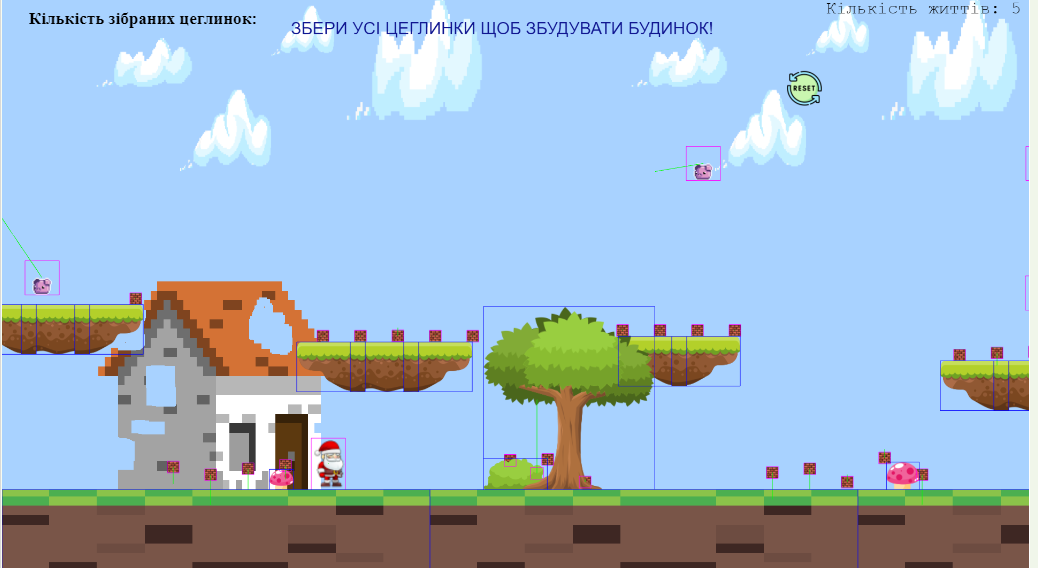 Кількість зібраних цеглинок:
ЗБЕРИ УСІ ЦЕГЛИНКИ ЩОБ ЗБУДУВАТИ БУДИНОК!
Кількість життів: 5
RESET